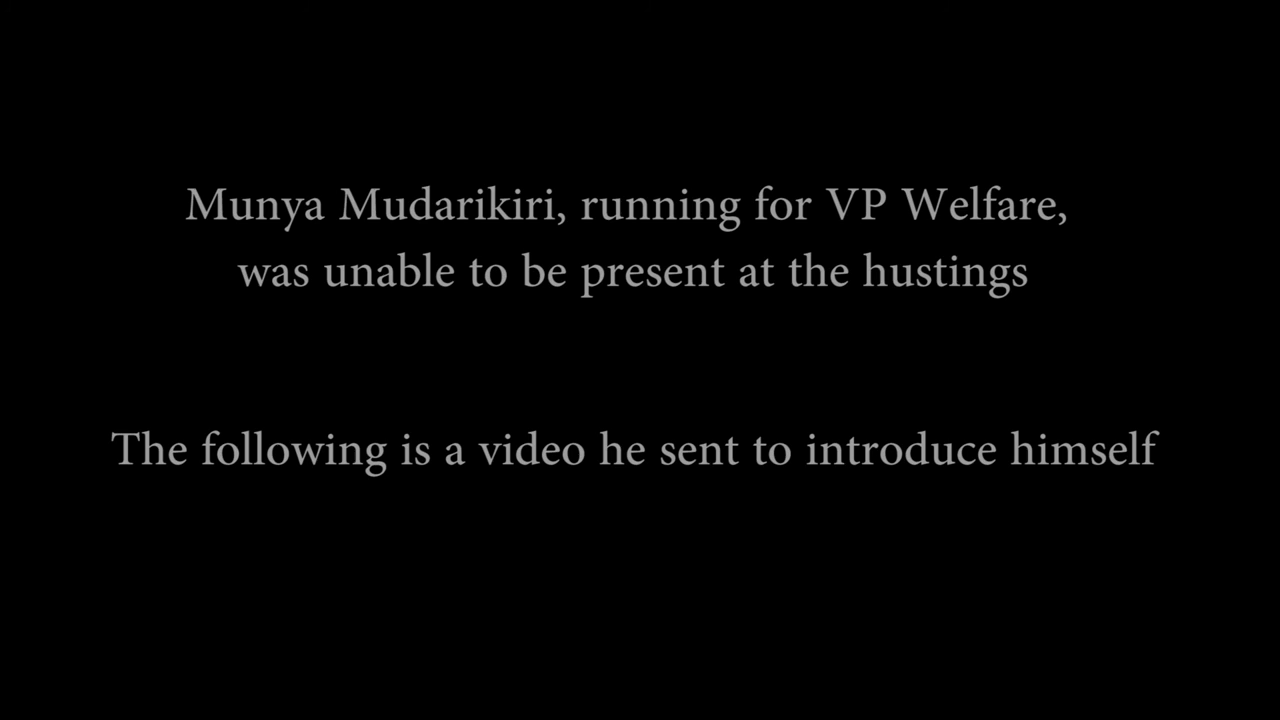 Munya Mudarikiri, running for VP Welfare,
was unable to be present at the hustings
The following is a video he sent to introduce himself